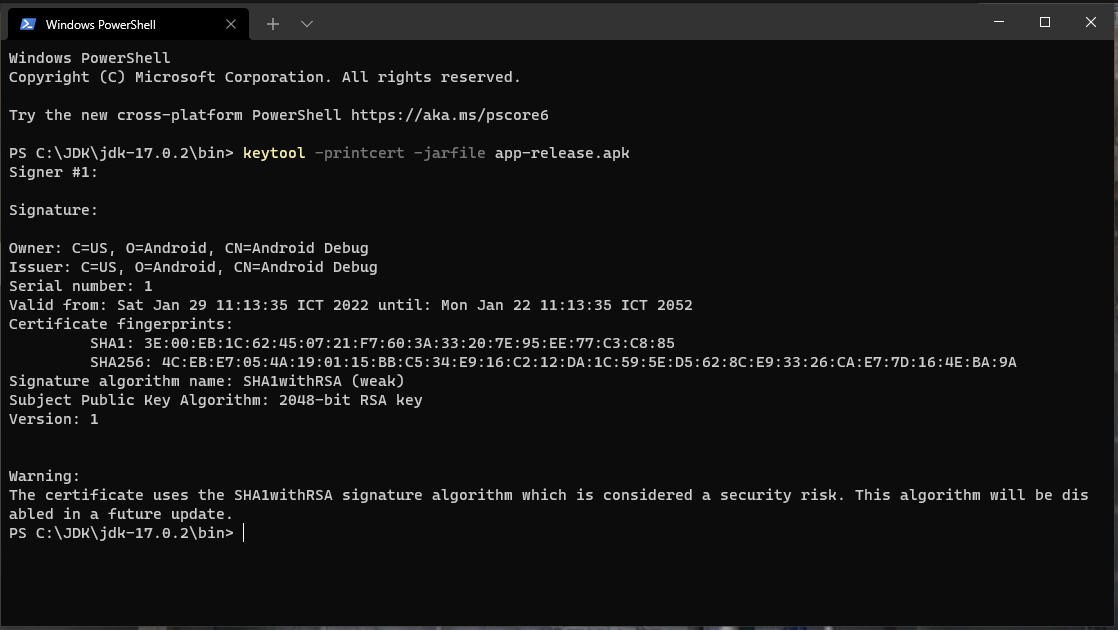 Windows PowerShell
Windows PowerShell
Copyright (C) Microsoft Corporation. All rights reserved.
Try the new cross-platform PowerShell https://aka.ms/pscore6
PS C:\JDK\jdk-17.0.2\bin> keytool -printcert -jarfile app-release.apk
Signer #1:
Signature:
Owner: C=US, O=Android, CN=Android Debug
Issuer: C=US, O=Android, CN=Android Debug
Serial number: 1
Valid from: Sat Jan 29 11:13:35 ICT 2022 until: Mon Jan 22 11:13:35 ICT 2052
Certificate fingerprints:
SHA1: 3E:00:EB:1C:62:45:07:21:F7:60:3A:33:20:7E:95:EE:77:C3:C8:85
SHA256: 4C:EB:E7:05:4A:19:01:15:BB:C5:34:E9:16:C2:12:DA:1C:59:5E:D5:62:8C:E9:33:26:CA:E7:7D:16:4E:BA:9A
Signature algorithm name: SHA1withRSA (weak)
Subject Public Key Algorithm: 2048-bit RSA key
Version: 1
Warning:
The certificate uses the SHA1withRSA signature algorithm which is considered a security risk. This algorithm will be dis
abled in a future update.
PS C:\JDK\jdk-17.0.2\bin>